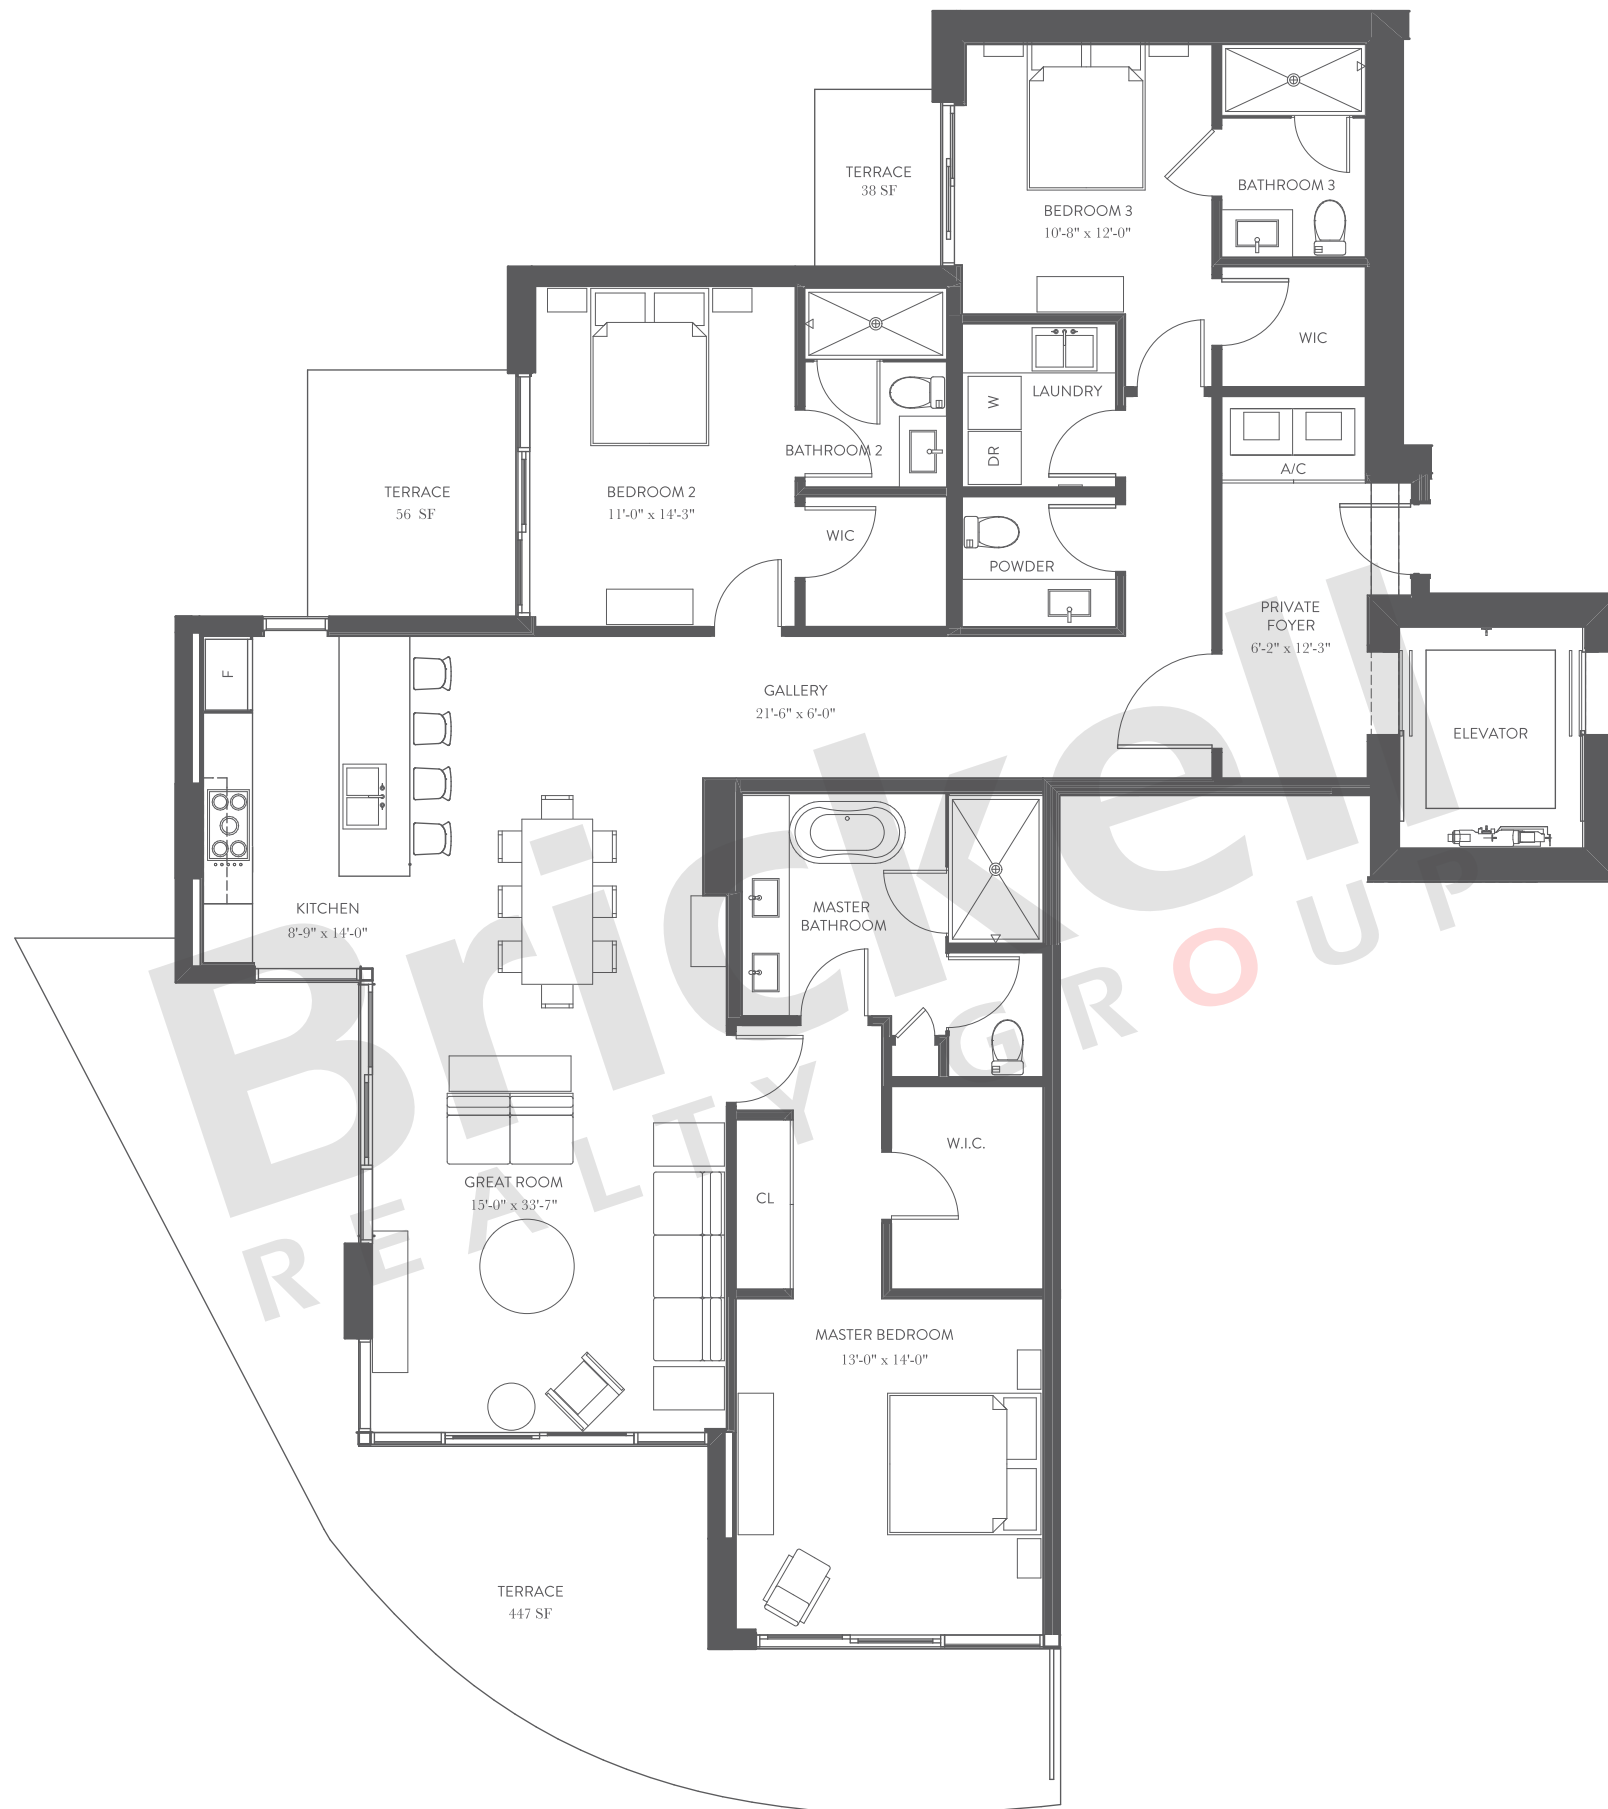 TERRACE
38 SF
BEDROOM 3
10'-8" x 12'-0"
BATHROOM 3
WIC
LAUNDRY
W
DR
A/C
BATHROOM 2
BEDROOM 2
11'-0" x 14'-3"
TERRACE
56 SF
WIC
POWDER
PRIVATE
FOYER
6'-2" x 12'-3"
F
GALLERY
21'-6" x 6'-0"
ELEVATOR
KITCHEN
8'-9" x 14'-0"
MASTER
BATHROOM
Brickell
REALTY GROUP
W.I.C.
GREAT ROOM
15'-0" x 33'-7"
CL
MASTER BEDROOM
13'-0" x 14'-0"
TERRACE
447 SF